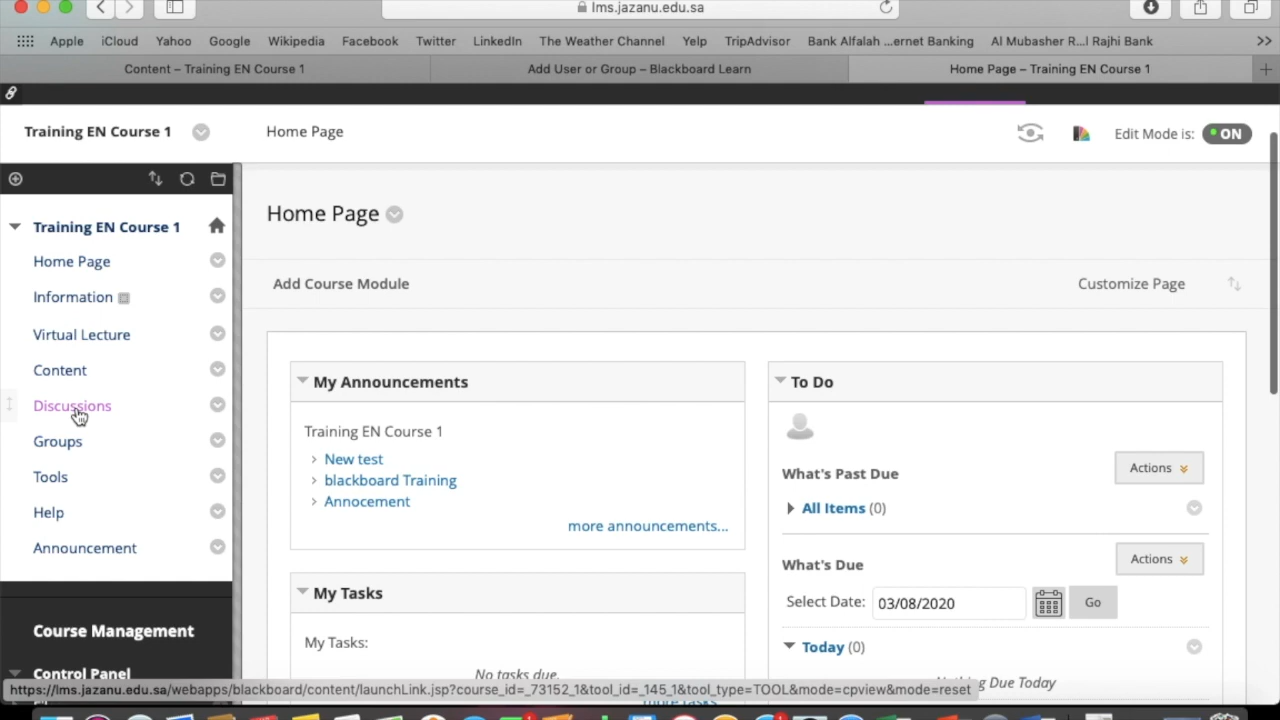 lms.jazanu.edu.sa
Apple iCloud Yahoo Google Wikipedia Facebook Twitter LinkedIn The Weather Channel Yelp TripAdvisor Bank Alfalah ...ernet Banking Al Mubasher R...l Rajhi Bank >>
Content – Training EN Course 1 Add User or Group – Blackboard Learn Home Page – Training EN Course 1
Training EN Course 1 Home Page Edit Mode is: ON
Training EN Course 1
Home Page
Information
Virtual Lecture
Content
Discussions
Groups
Tools
Help
Announcement
Course Management
Control Panel
Home Page
Add Course Module Customize Page
My Announcements
Training EN Course 1
New test
blackboard Training
Annocement
more announcements...
My Tasks
My Tasks:
No tasks due.
more tasks...
To Do
What's Past Due Actions
All Items (0)
What's Due Actions
Select Date: 03/08/2020 Go
Today (0)
Nothing Due Today
https://lms.jazanu.edu.sa/webapps/blackboard/content/launchLink.jsp?course_id=_73152_1&tool_id=_145_1&tool_type=TOOL&mode=cpview&mode=reset